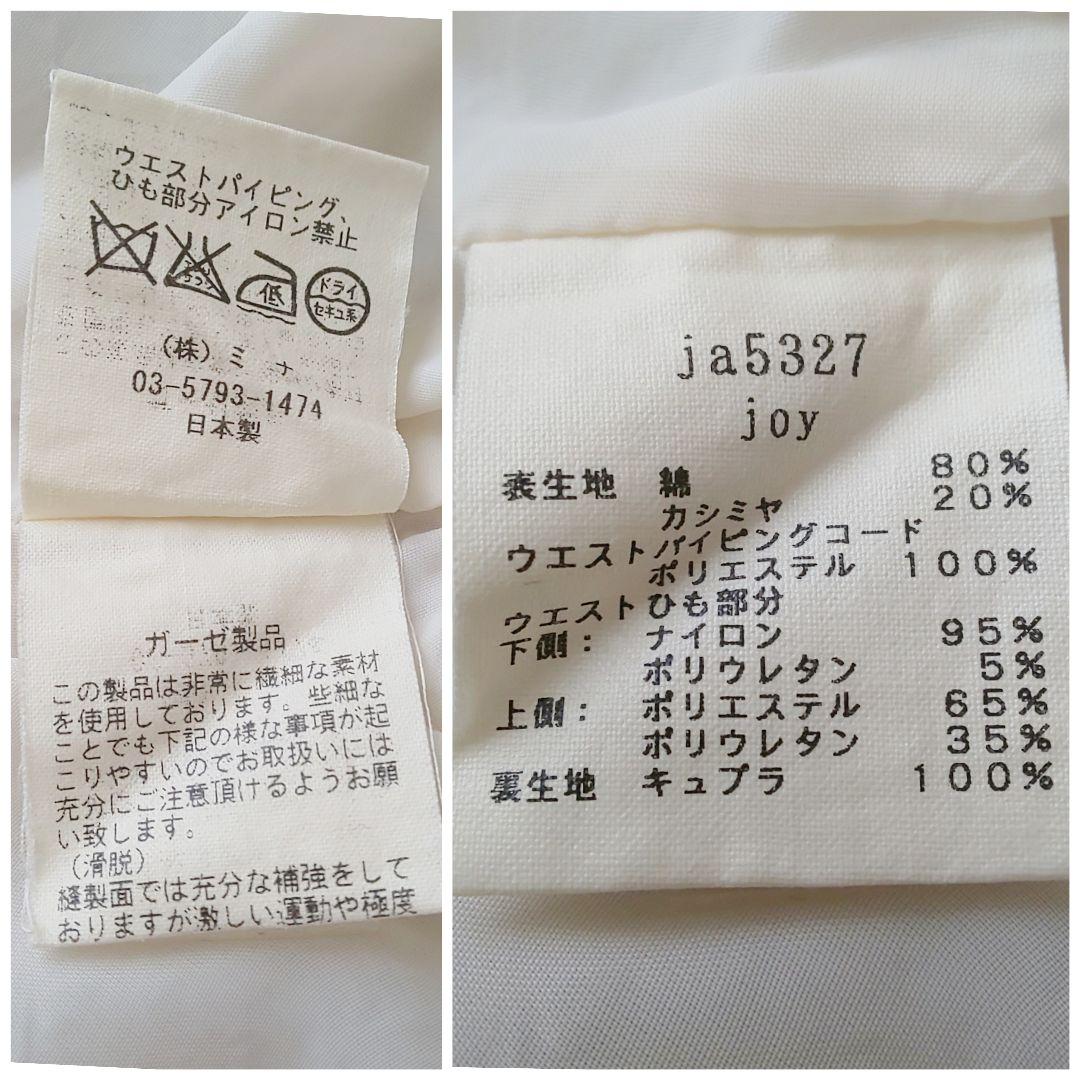 ウエストパイピング、
ひも部分アイロン禁止
低
ドライ
セキユ系
(株)ミ ナ
03-5793-1474
日本製
ガーゼ製品
この製品は非常に繊細な素材
を使用しております。些細な
ことでも下記の様な事項が起
こりやすいのでお取扱いには
充分にご注意頂けるようお願
い致します。
(滑脱)
縫製面では充分な補強をして
おりますが激しい運動や極度
ja5327
joy
表生地 綿 80%
カシミヤ 20%
ウエストパイピングコード
ポリエステル 100%
ウエストひも部分
下側: ナイロン 95%
ポリウレタン 5%
上側: ポリエステル 65%
ポリウレタン 35%
裏生地 キュプラ 100%